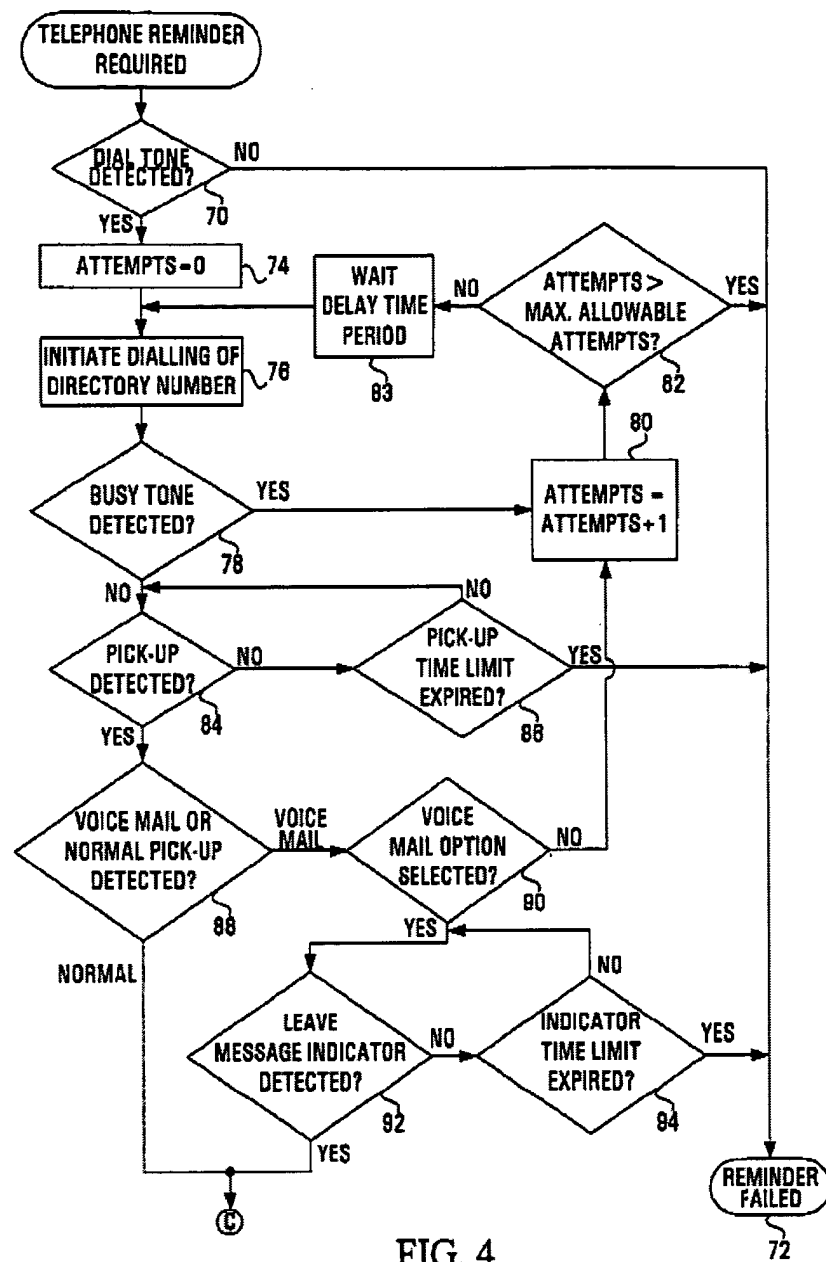 TELEPHONE REMINDER
REQUIRED
DIAL TONE
DETECTED?
NO
70
YES
ATTEMPTS=0
74
WAIT
DELAY TIME
PERIOD
83
NO
ATTEMPTS >
MAX. ALLOWABLE
ATTEMPTS?
YES
82
INITIATE DIALLING OF
DIRECTORY NUMBER
76
80
ATTEMPTS =
ATTEMPTS+1
BUSY TONE
DETECTED?
YES
78
NO
NO
PICK-UP
DETECTED?
NO
84
PICK-UP
TIME LIMIT
EXPIRED?
YES
86
YES
VOICE MAIL OR
NORMAL PICK-UP
DETECTED?
VOICE
MAIL
88
VOICE
MAIL OPTION
SELECTED?
NO
90
YES
NORMAL
NO
LEAVE
MESSAGE INDICATOR
DETECTED?
NO
92
INDICATOR
TIME LIMIT
EXPIRED?
YES
94
YES
C
REMINDER
FAILED
72
FIG. 4